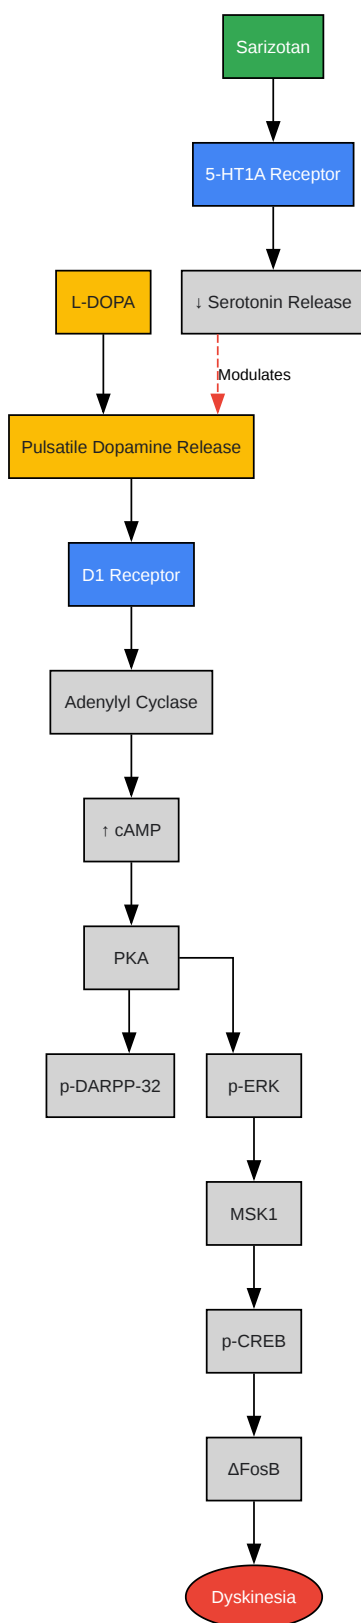 Sarizotan
5-HT1A Receptor
L-DOPA
↓ Serotonin Release
Modulates
Pulsatile Dopamine Release
D1 Receptor
Adenylyl Cyclase
↑ cAMP
PKA
p-DARPP-32
p-ERK
MSK1
p-CREB
ΔFosB
Dyskinesia